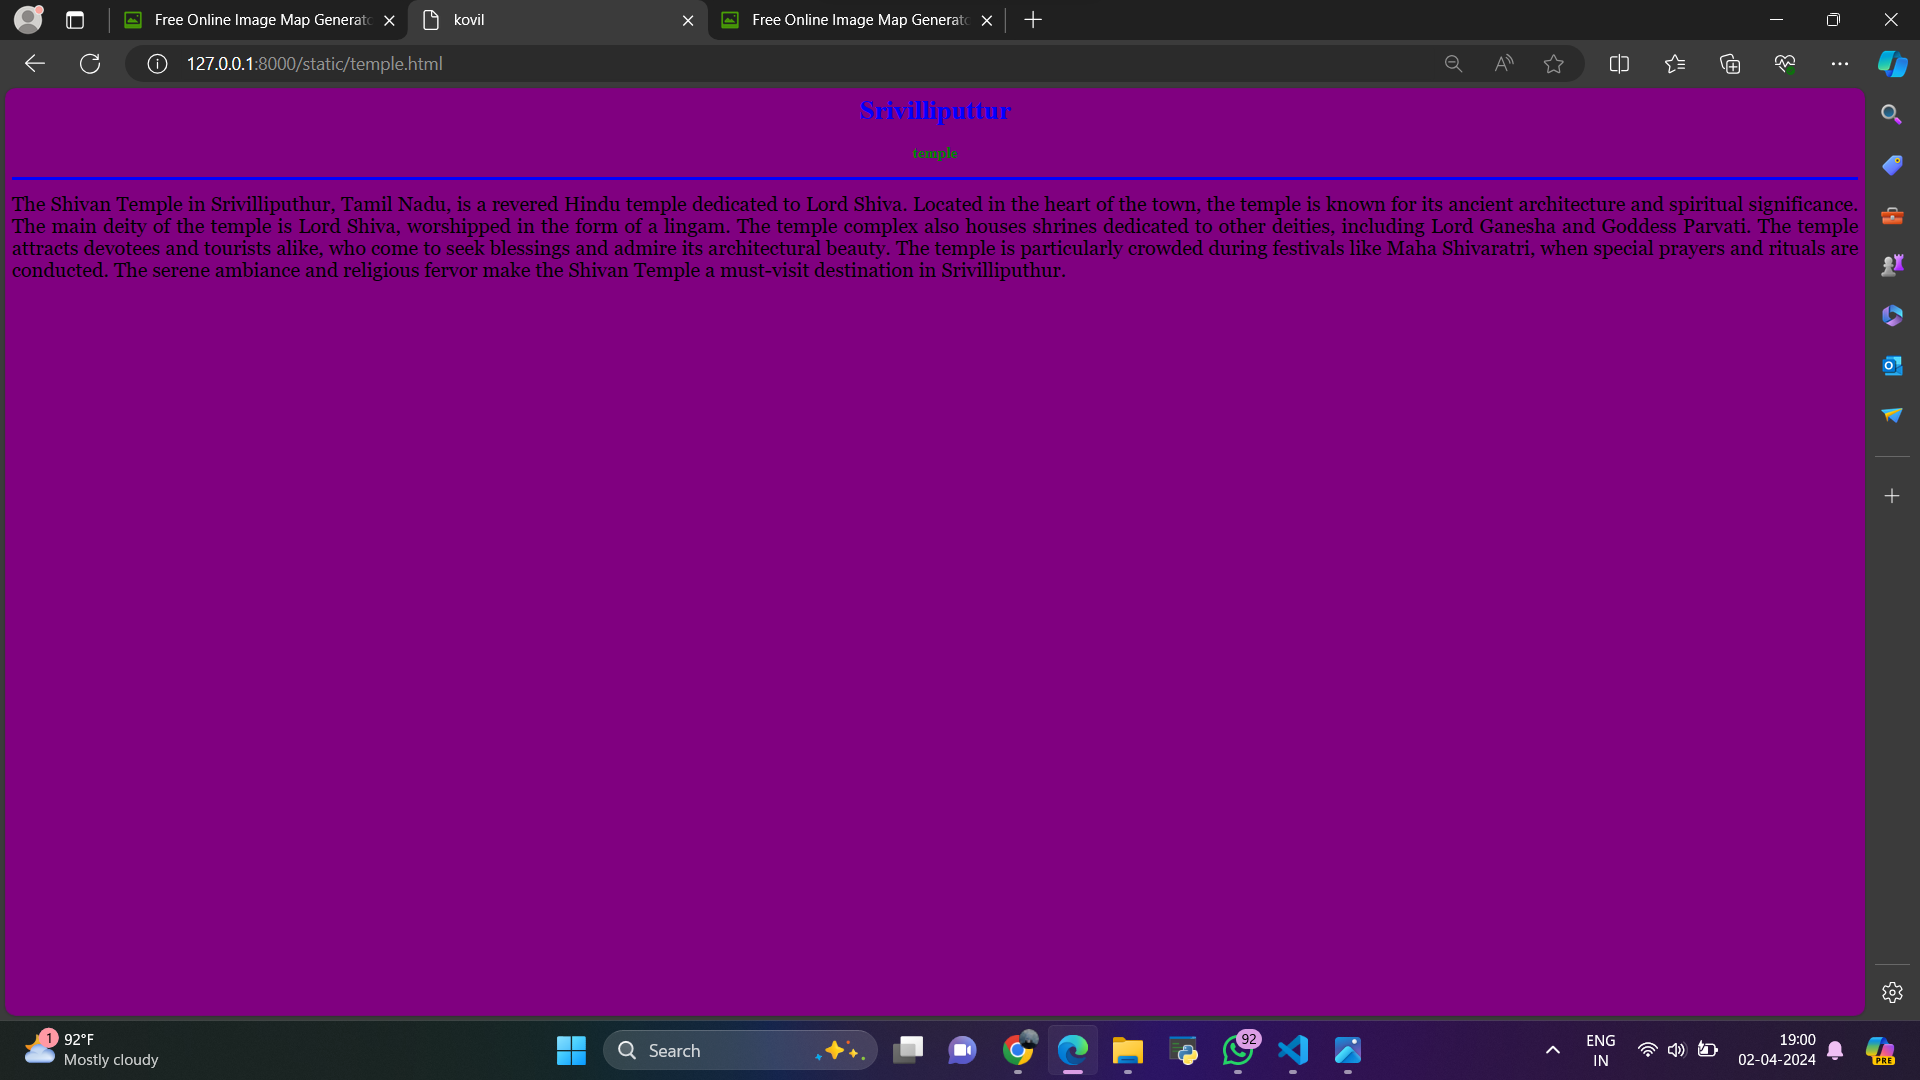 Free Online Image Map Generato
kovil
Free Online Image Map Generato
127.0.0.1:8000/static/temple.html
Srivilliputtur
temple
The Shivan Temple in Srivilliputhur, Tamil Nadu, is a revered Hindu temple dedicated to Lord Shiva. Located in the heart of the town, the temple is known for its ancient architecture and spiritual significance.
The main deity of the temple is Lord Shiva, worshipped in the form of a lingam. The temple complex also houses shrines dedicated to other deities, including Lord Ganesha and Goddess Parvati. The temple
attracts devotees and tourists alike, who come to seek blessings and admire its architectural beauty. The temple is particularly crowded during festivals like Maha Shivaratri, when special prayers and rituals are
conducted. The serene ambiance and religious fervor make the Shivan Temple a must-visit destination in Srivilliputhur.
1
92°F
Mostly cloudy
Search
92
ENG
IN
19:00
02-04-2024
PRE